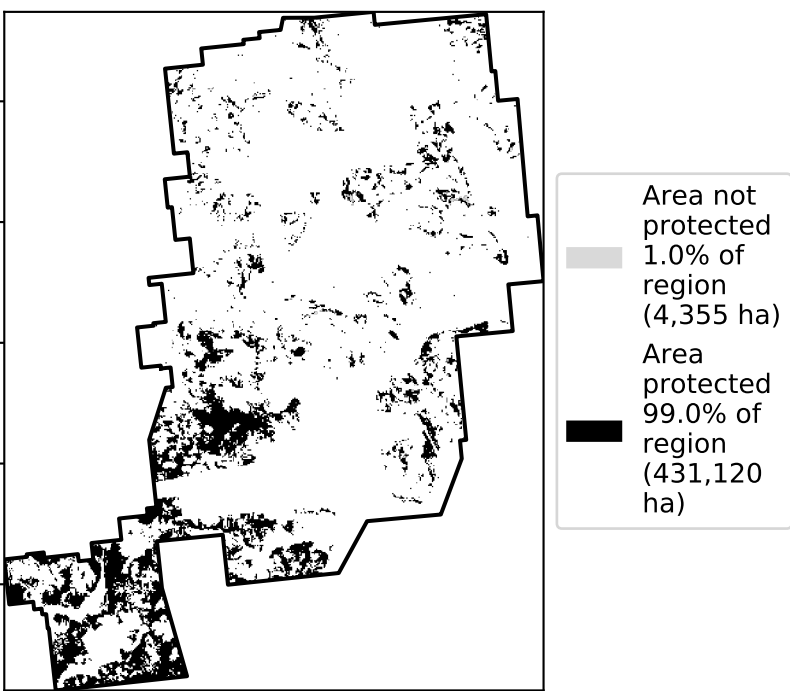 Area not
protected
1.0% of
region
(4,355 ha)
Area
protected
99.0% of
region
(431,120
ha)